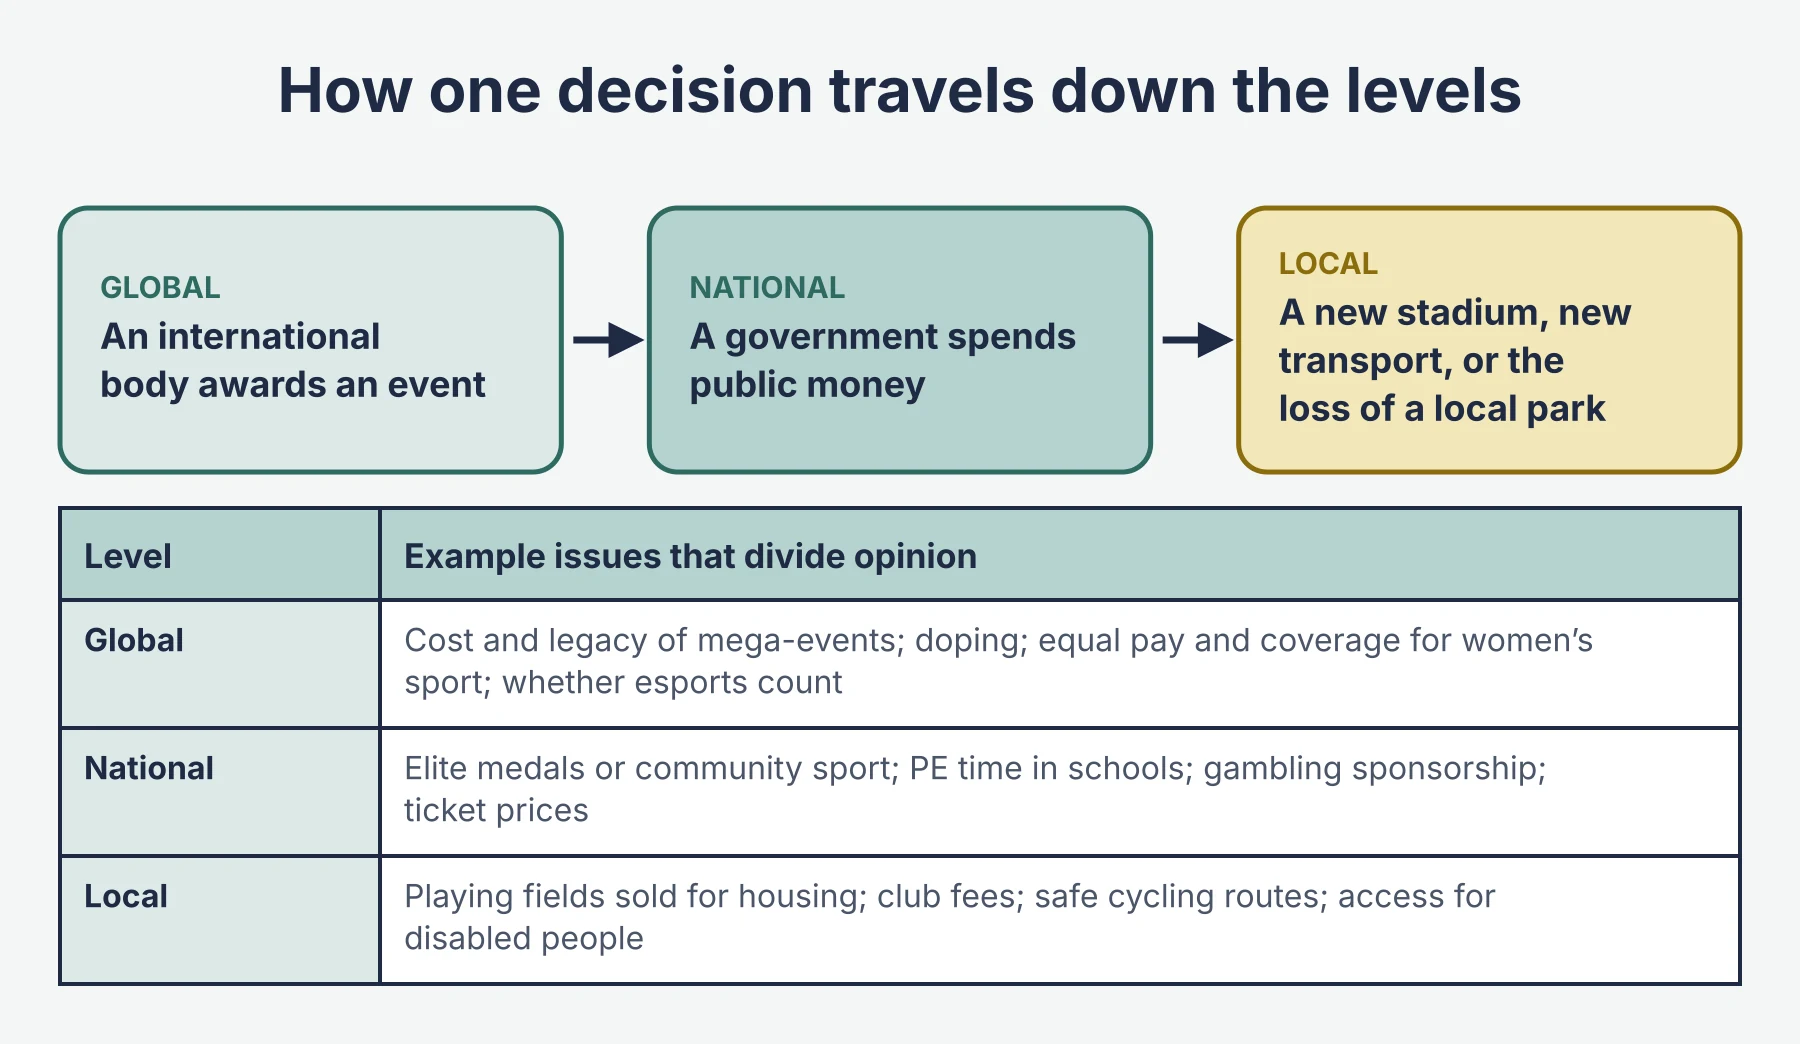 How one decision travels down the levels
GLOBAL
An international
body awards an event
NATIONAL
A government spends
public money
LOCAL
A new stadium, new
transport, or the
loss of a local park
Level
Example issues that divide opinion
Global
Cost and legacy of mega-events; doping; equal pay and coverage for women’s
sport; whether esports count
National
Elite medals or community sport; PE time in schools; gambling sponsorship;
ticket prices
Local
Playing fields sold for housing; club fees; safe cycling routes; access for
disabled people